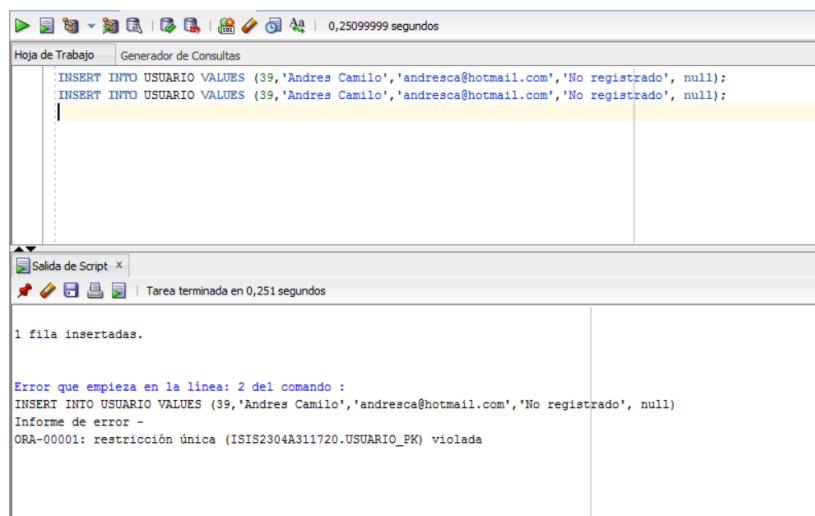 0,25099999 segundos
Hoja de Trabajo Generador de Consultas
INSERT INTO USUARIO VALUES (39,'Andres Camilo','andresca@hotmail.com','No registrado', null);
INSERT INTO USUARIO VALUES (39,'Andres Camilo','andresca@hotmail.com','No registrado', null);
Salida de Script x
Tarea terminada en 0,251 segundos
1 fila insertadas.
Error que empieza en la línea: 2 del comando :
INSERT INTO USUARIO VALUES (39,'Andres Camilo','andresca@hotmail.com','No registrado', null)
Informe de error -
ORA-00001: restricción única (ISIS2304A311720.USUARIO_PK) violada